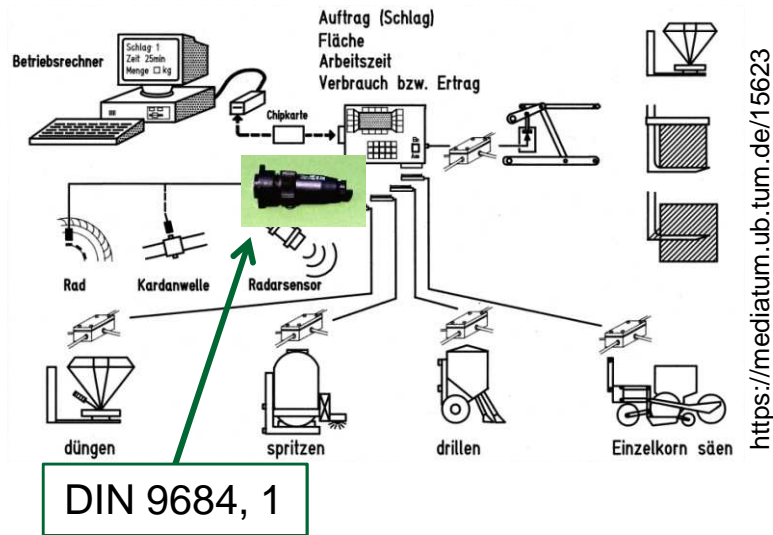 Auftrag (Schlag)
Fläche
Arbeitszeit
Verbrauch bzw. Ertrag
Betriebsrechner
Schlag 1
Zeit 25min
Menge □ kg
Chipkarte
Rad
Kardanwelle
Radarsensor
düngen
spritzen
drillen
Einzelkorn säen
DIN 9684, 1
https://mediatum.ub.tum.de/15623